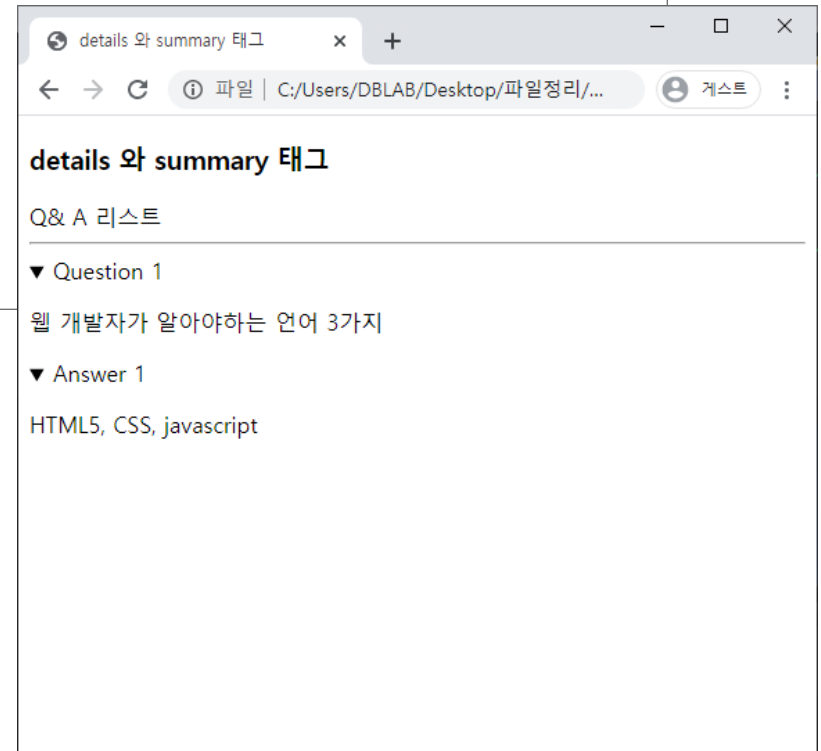 details 와 summary 태그
파일 | C:/Users/DBLAB/Desktop/파일정리/...
게스트
details 와 summary 태그
Q& A 리스트
▼ Question 1
웹 개발자가 알아야하는 언어 3가지
▼ Answer 1
HTML5, CSS, javascript